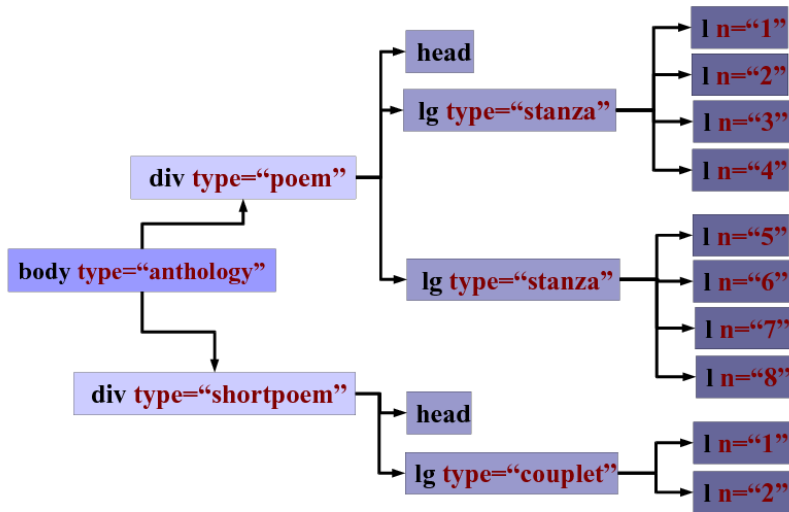 l n=“1”
head
l n=“2”
lg type=“stanza”
l n=“3”
l n=“4”
div type=“poem”
l n=“5”
body type=“anthology”
lg type=“stanza”
l n=“6”
l n=“7”
l n=“8”
div type=“shortpoem”
head
l n=“1”
lg type=“couplet”
l n=“2”